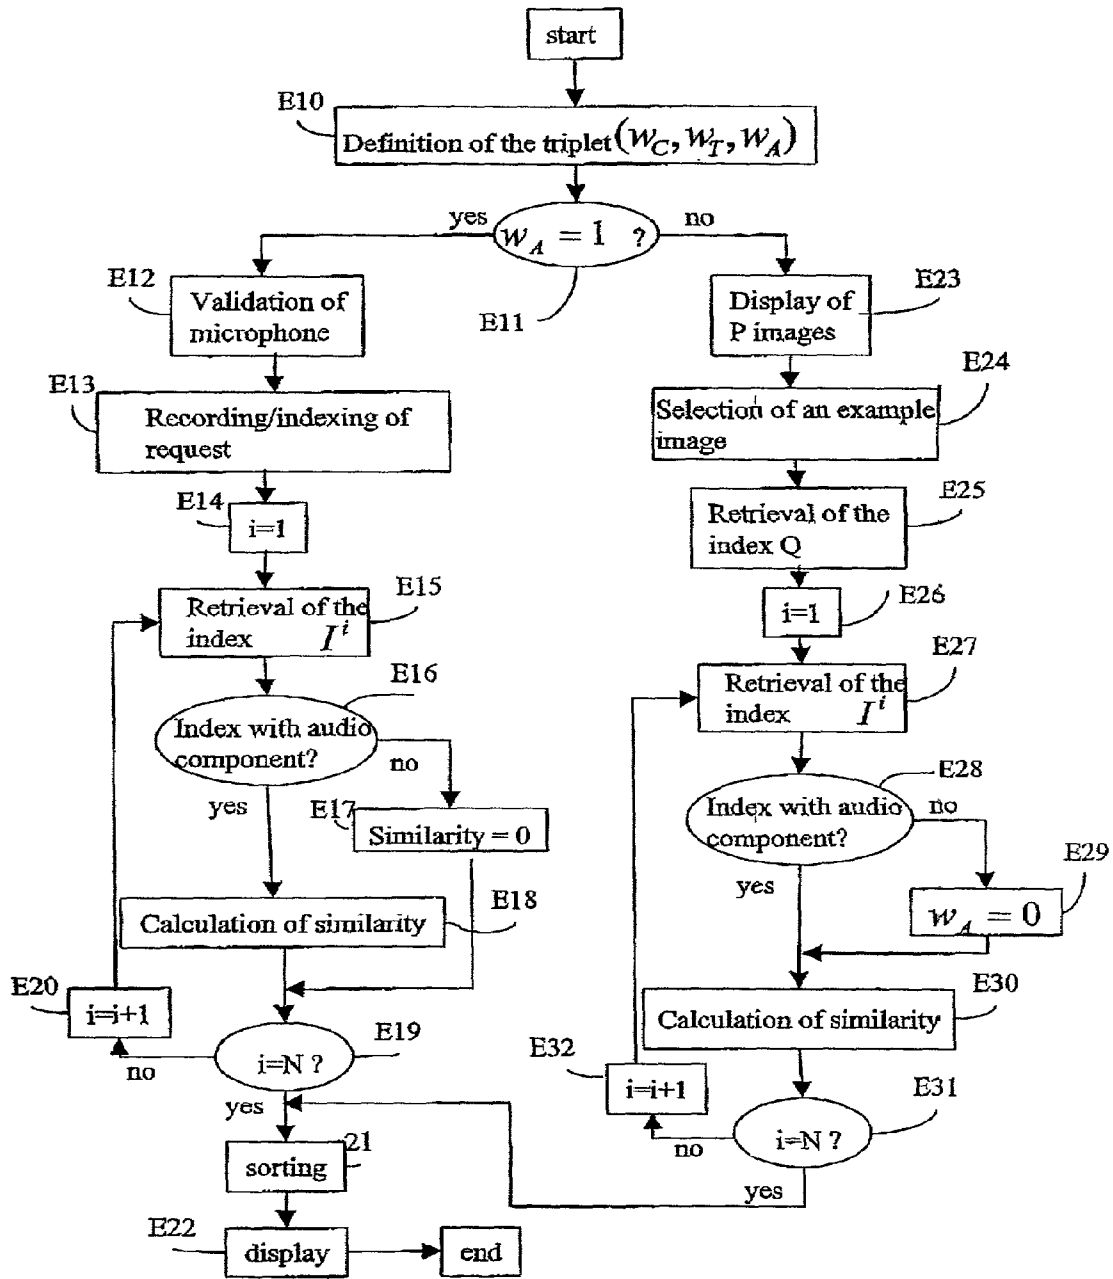 start
E10
Definition of the triplet (w_C, w_T, w_A)
yes
w_A = 1 ?
no
E11
E12
Validation of
microphone
E13
Recording/indexing of
request
E14
i=1
E15
Retrieval of the
index I^i
E16
Index with audio
component?
no
yes
E17
Similarity = 0
E18
Calculation of similarity
E20
i=i+1
E19
i=N ?
no
yes
21
sorting
E22
display
end
E23
Display of
P images
E24
Selection of an example
image
E25
Retrieval of the
index Q
E26
i=1
E27
Retrieval of the
index I^i
E28
Index with audio
component?
no
yes
E29
w_A = 0
E30
Calculation of similarity
E32
i=i+1
E31
i=N ?
no
yes